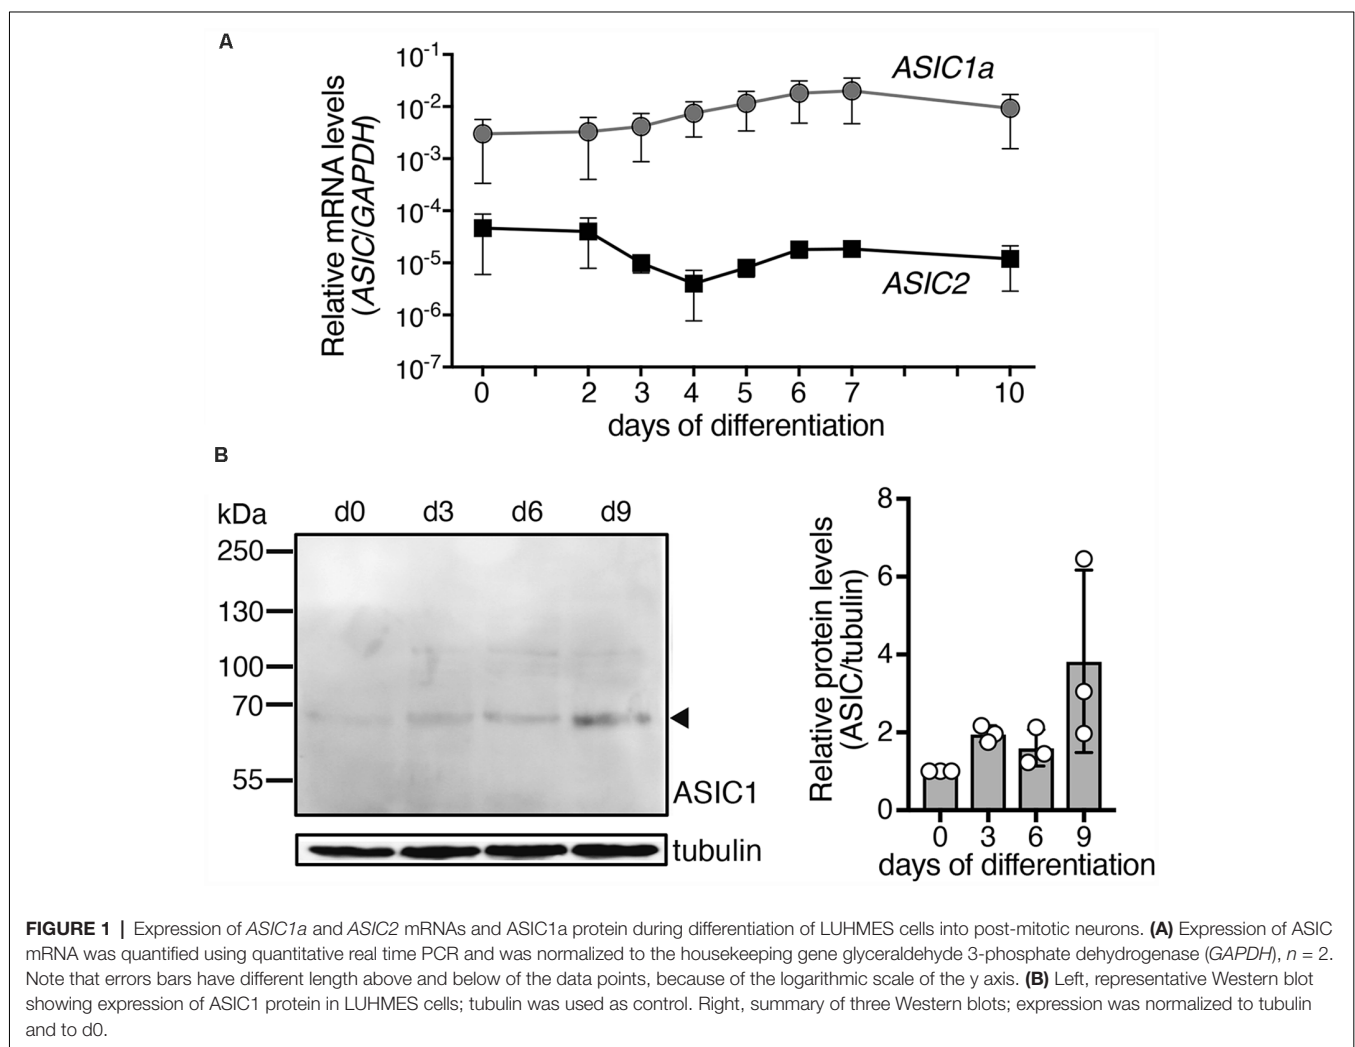 A
Relative mRNA levels
(ASIC/GAPDH)
10-1
10-2
10-3
10-4
10-5
10-6
10-7
ASIC1a
ASIC2
0 2 3 4 5 6 7 10
days of differentiation
B
kDa d0 d3 d6 d9
250
130
100
70
55
ASIC1
tubulin
Relative protein levels
(ASIC/tubulin)
8
6
4
2
0
0 3 6 9
days of differentiation
FIGURE 1 | Expression of ASIC1a and ASIC2 mRNAs and ASIC1a protein during differentiation of LUHMES cells into post-mitotic neurons. (A) Expression of ASIC
mRNA was quantified using quantitative real time PCR and was normalized to the housekeeping gene glyceraldehyde 3-phosphate dehydrogenase (GAPDH), n = 2.
Note that errors bars have different length above and below of the data points, because of the logarithmic scale of the y axis. (B) Left, representative Western blot
showing expression of ASIC1 protein in LUHMES cells; tubulin was used as control. Right, summary of three Western blots; expression was normalized to tubulin
and to d0.